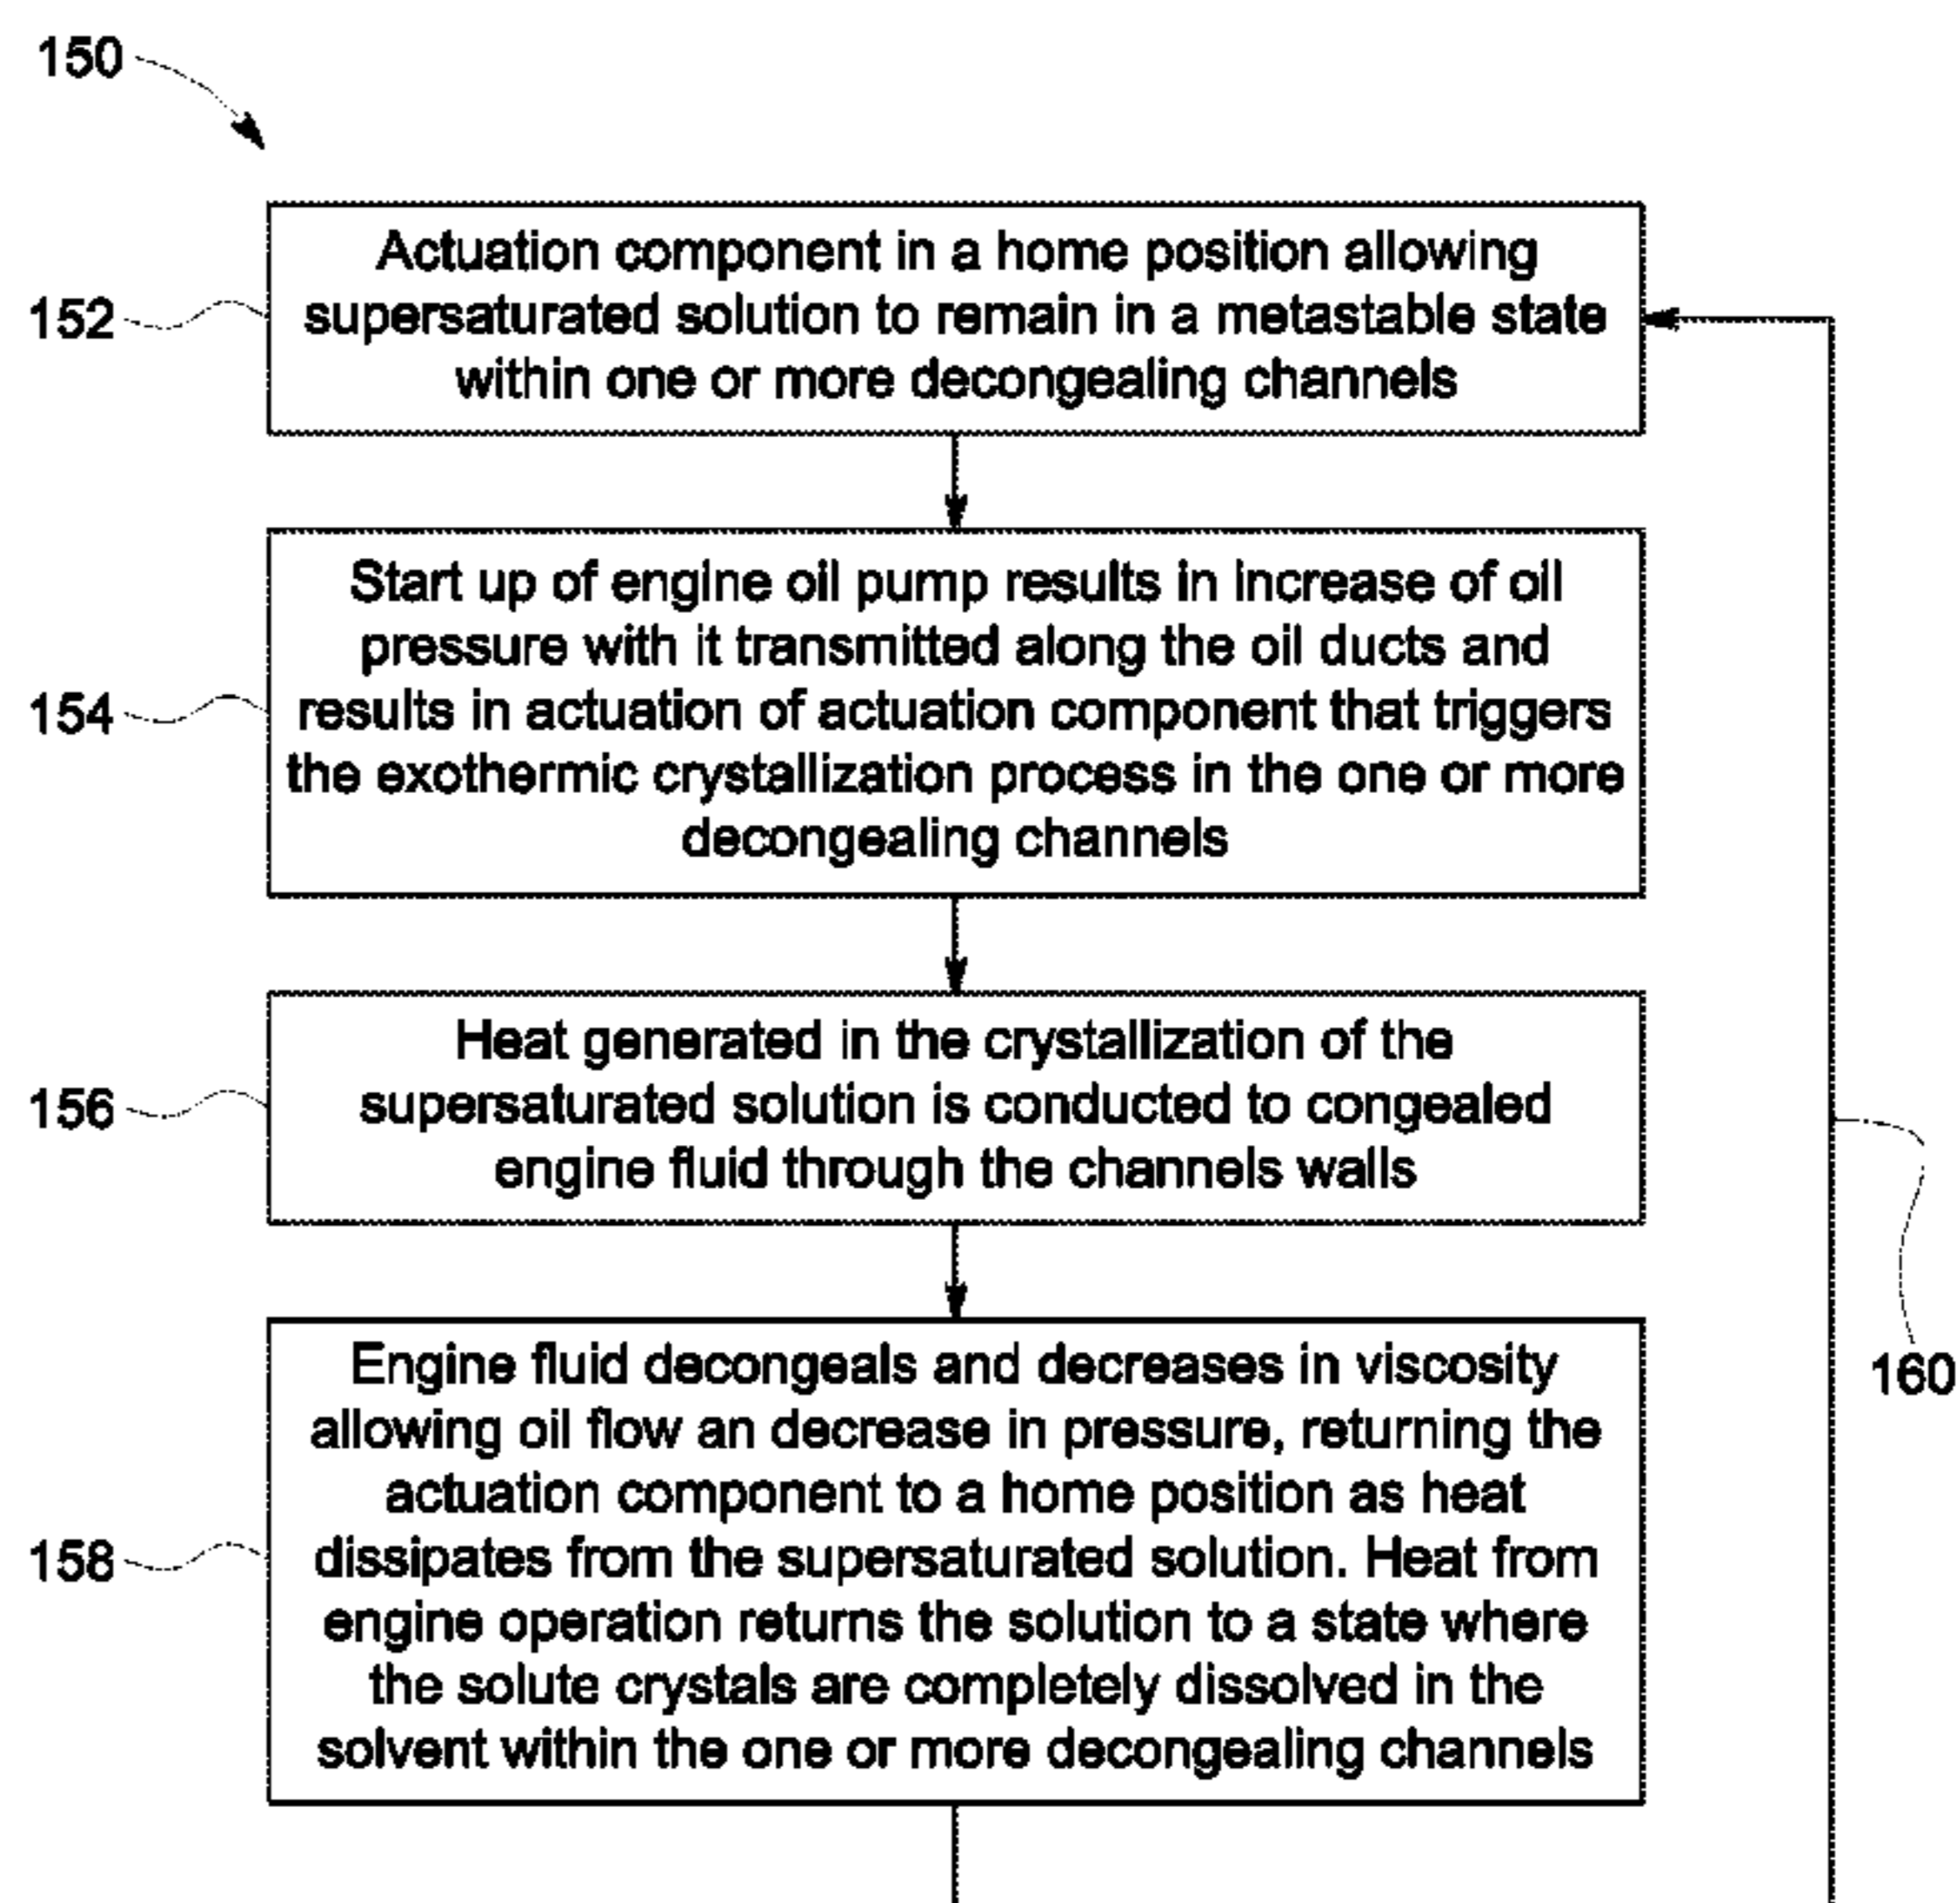 150
152
Actuation component in a home position allowing
supersaturated solution to remain in a metastable state
within one or more decongealing channels
154
Start up of engine oil pump results in increase of oil
pressure with it transmitted along the oil ducts and
results in actuation of actuation component that triggers
the exothermic crystallization process in the one or more
decongealing channels
156
Heat generated in the crystallization of the
supersaturated solution is conducted to congealed
engine fluid through the channels walls
158
Engine fluid decongeals and decreases in viscosity
allowing oil flow an decrease in pressure, returning the
actuation component to a home position as heat
dissipates from the supersaturated solution. Heat from
engine operation returns the solution to a state where
the solute crystals are completely dissolved in the
solvent within the one or more decongealing channels
160